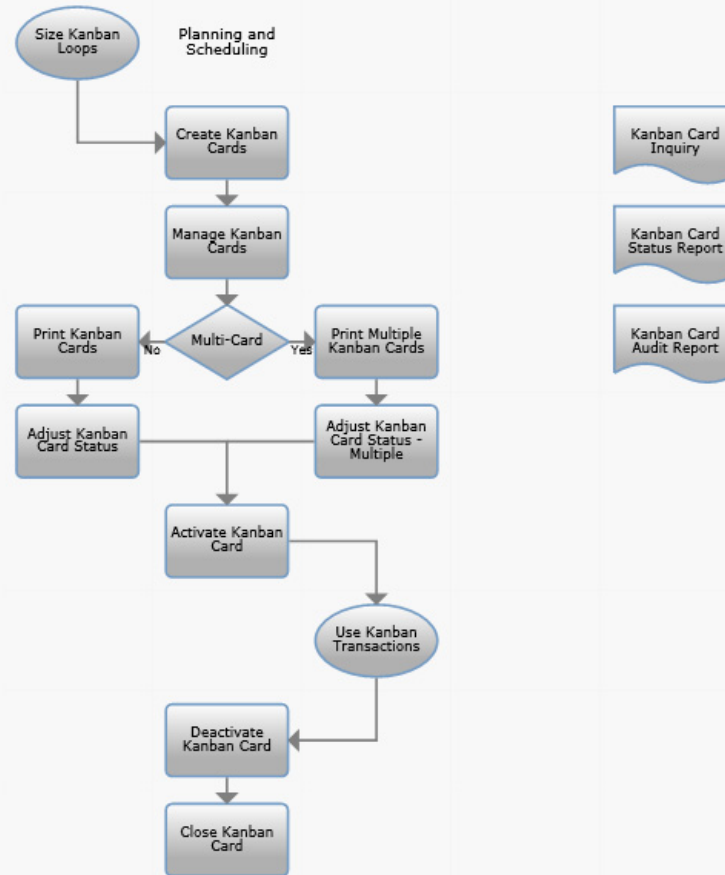 Size Kanban
Loops
Planning and
Scheduling
Create Kanban
Cards
Kanban Card
Inquiry
Manage Kanban
Cards
Kanban Card
Status Report
Print Kanban
Cards
No
Multi-Card
Yes
Print Multiple
Kanban Cards
Kanban Card
Audit Report
Adjust Kanban
Card Status
Adjust Kanban
Card Status -
Multiple
Activate Kanban
Card
Use Kanban
Transactions
Deactivate
Kanban Card
Close Kanban
Card